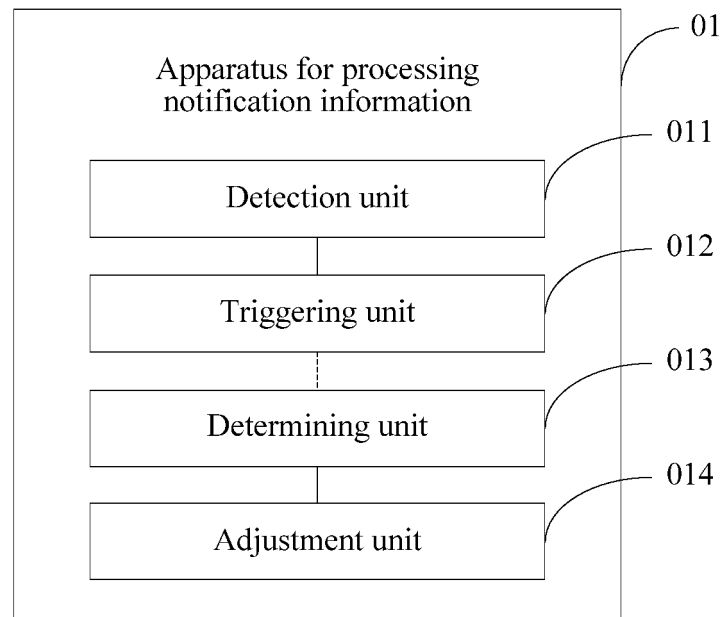 01
Apparatus for processing
notification information
011
Detection unit
012
Triggering unit
013
Determining unit
014
Adjustment unit